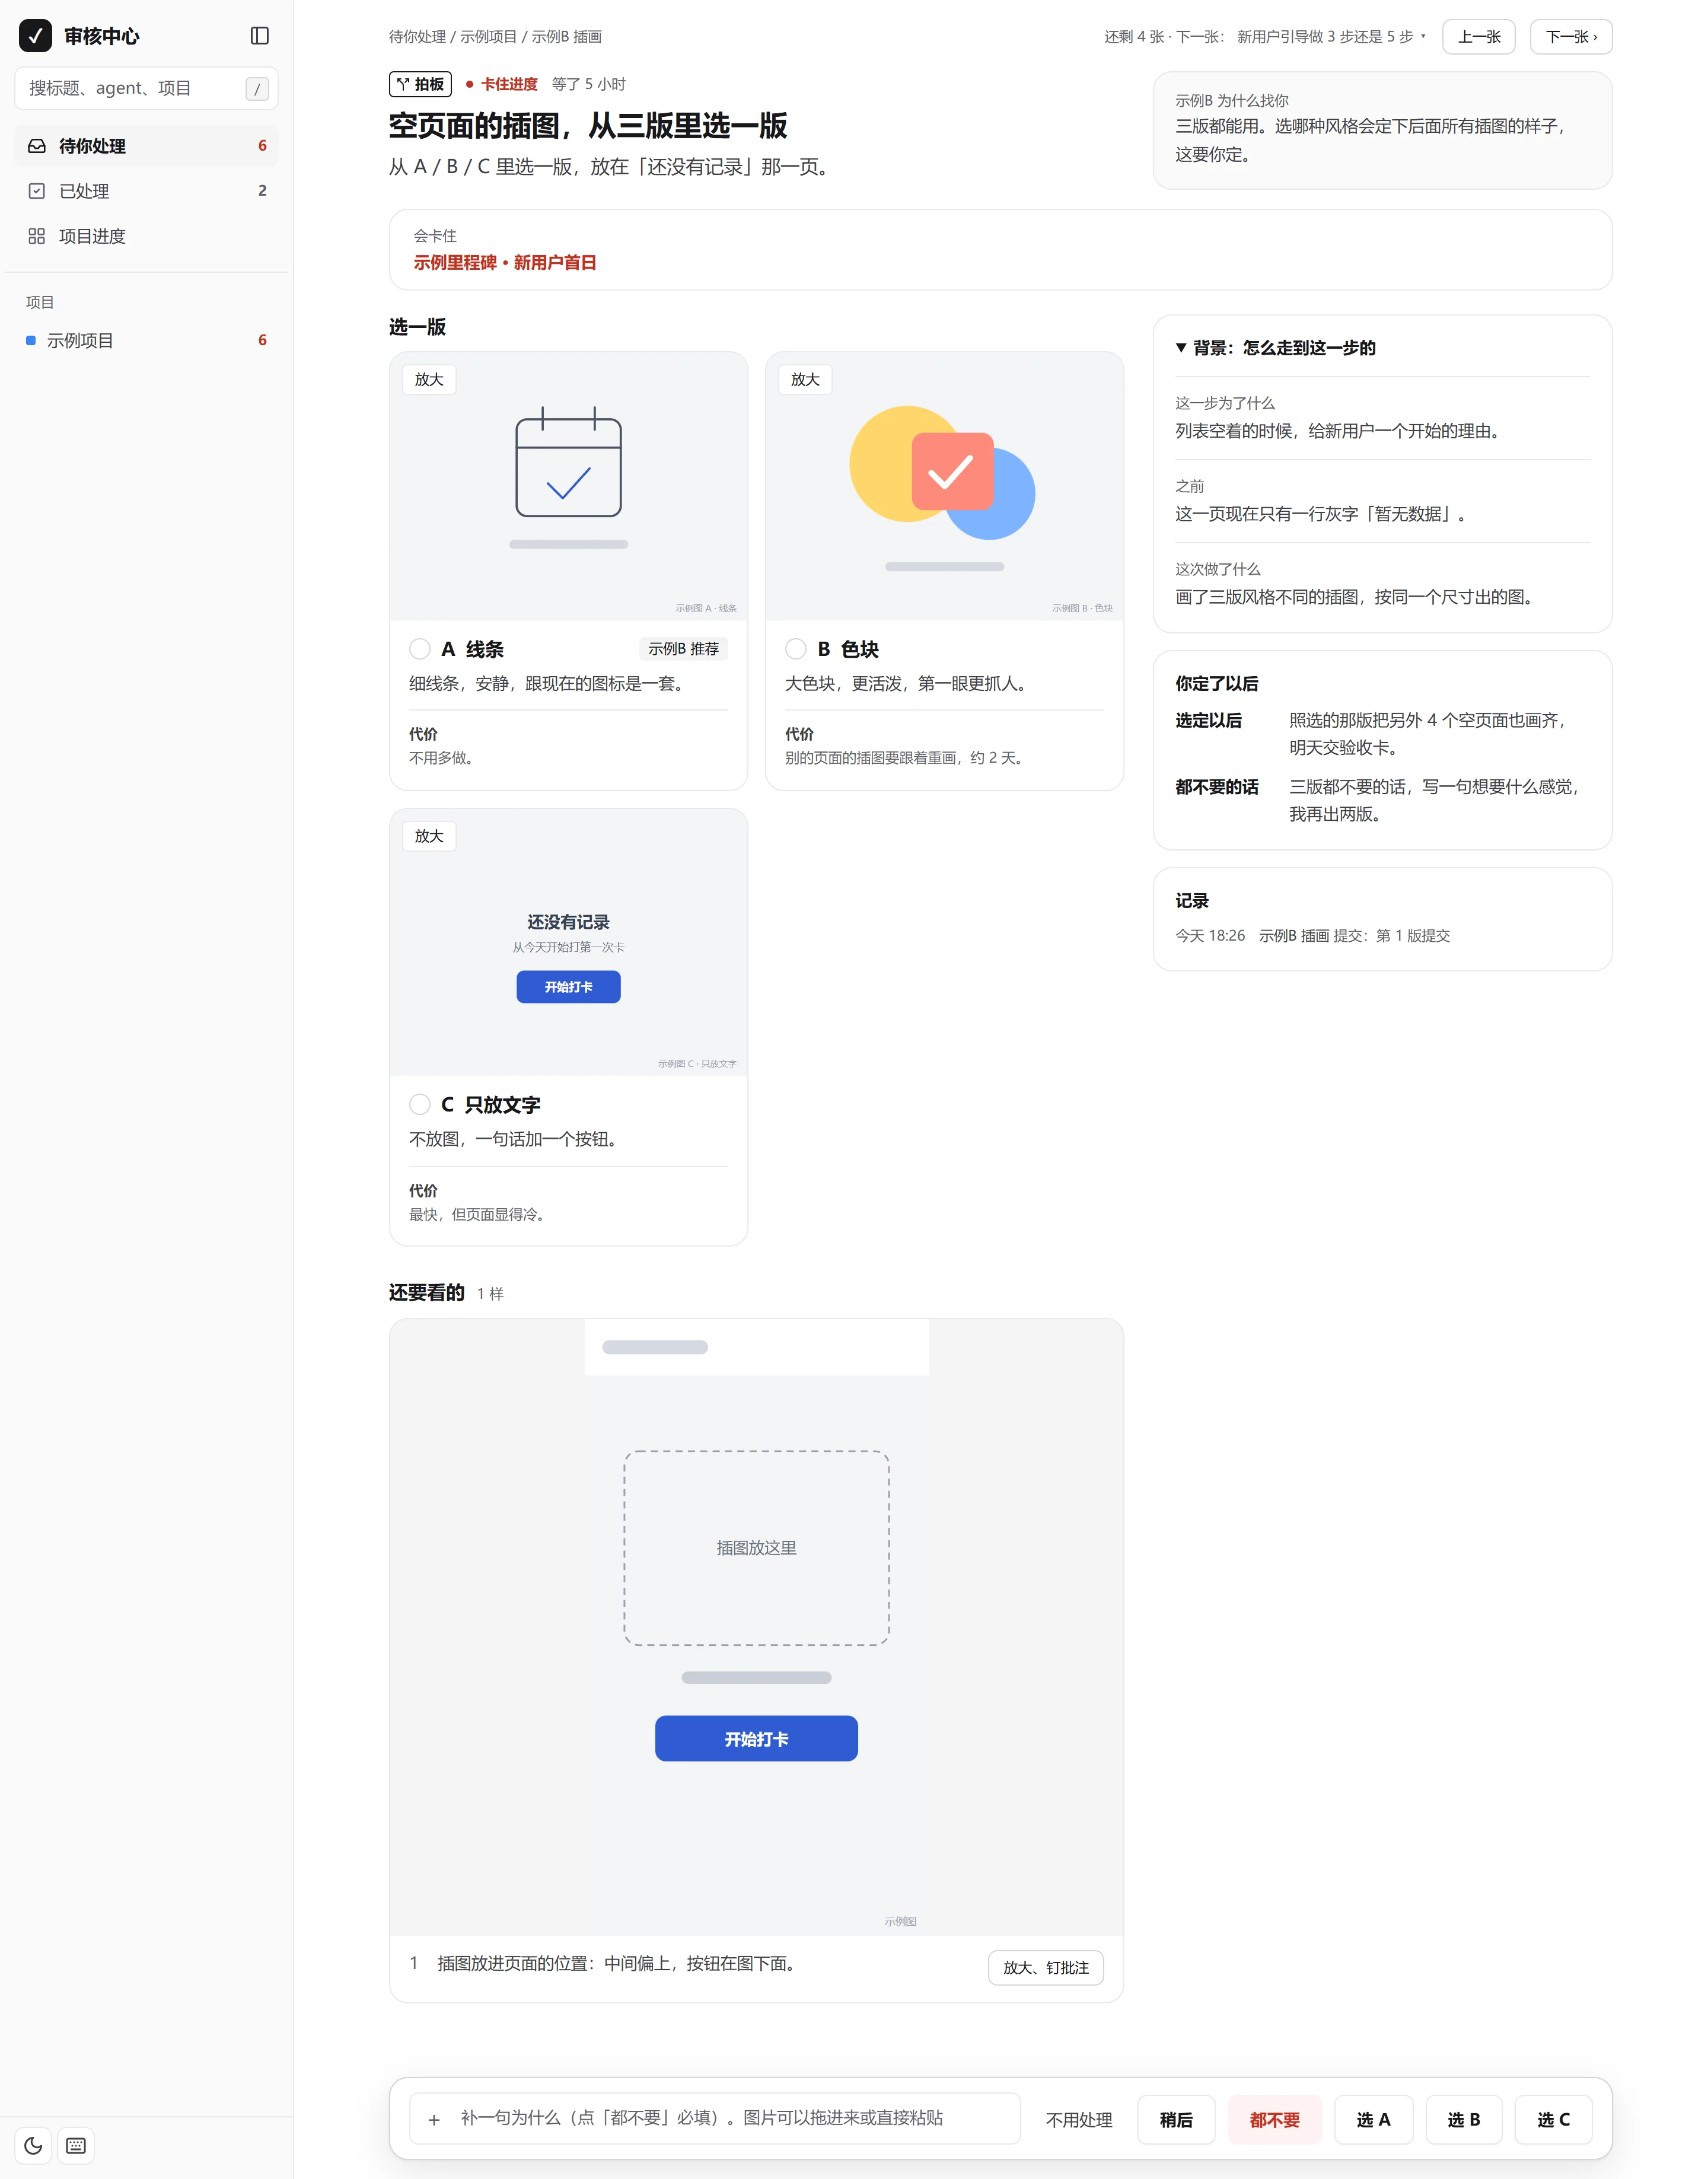 审核中心
搜标题、agent、项目 /
待你处理 6
已处理 2
项目进度
项目
示例项目 6
待处理 / 示例项目 / 示例B 插画
还剩 4 张 · 下一张： 新用户引导做 3 步还是 5 步
上一张
下一张 ›
拍板
卡住进度 等了 5 小时
空页面的插图，从三版里选一版
从 A / B / C 里选一版，放在「还没有记录」那一页。
示例B 为什么找你
三版都能用。选哪种风格会定下后面所有插图的样子，
这要你定。
会卡住
示例里程碑 • 新用户首日
选一版
放大
示例图 A · 线条
A 线条 示例B 推荐
细线条，安静，跟现在的图标是一套。
代价
不用多做。
放大
示例图 B · 色块
B 色块
大色块，更活泼，第一眼更抓人。
代价
别的页面的插图要跟着重画，约 2 天。
放大
还没有记录
从今天开始打第一次卡
开始打卡
示例图 C · 只放文字
C 只放文字
不放图，一句话加一个按钮。
代价
最快，但页面显得冷。
背景：怎么走到这一步的
这一步为了什么
列表空着的时候，给新用户一个开始的理由。
之前
这一页现在只有一行灰字「暂无数据」。
这次做了什么
画了三版风格不同的插图，按同一个尺寸出的图。
你定了以后
选定以后 照选的那版把另外 4 个空页面也画齐，
明天交验收卡。
都不要的话 三版都不要的话，写一句想要什么感觉，
我再出两版。
记录
今天 18:26 示例B 插画 提交：第 1 版提交
还要看的 1 样
插图放这里
开始打卡
示例图
1 插图放进页面的位置：中间偏上，按钮在图下面。
放大、钉批注
+ 补一句为什么（点「都不要」必填）。图片可以拖进来或直接粘贴
不用处理
稍后
都不要
选 A
选 B
选 C